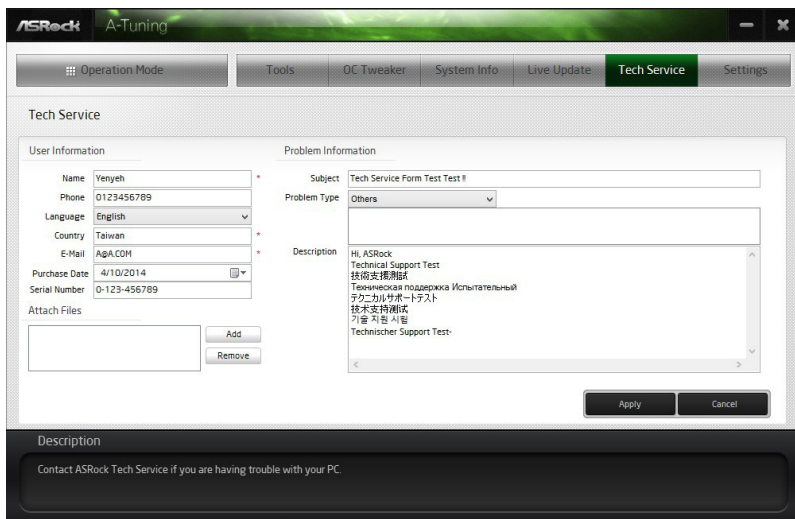 ASRock A-Tuning
Operation Mode Tools OC Tweaker System Info Live Update Tech Service Settings
Tech Service
User Information
Name Yenyeh *
Phone 0123456789
Language English
Country Taiwan *
E-Mail A@A.COM *
Purchase Date 4/10/2014
Serial Number 0-123-456789
Attach Files
Add
Remove
Problem Information
Subject Tech Service Form Test Test !!
Problem Type Others
Description
Hi, ASRock
Technical Support Test
技術支援測試
Техническая поддержка Испытательный
テクニカルサポートテスト
技术支持测试
기술 지원 시험
Technischer Support Test-
Apply Cancel
Description
Contact ASRock Tech Service if you are having trouble with your PC.